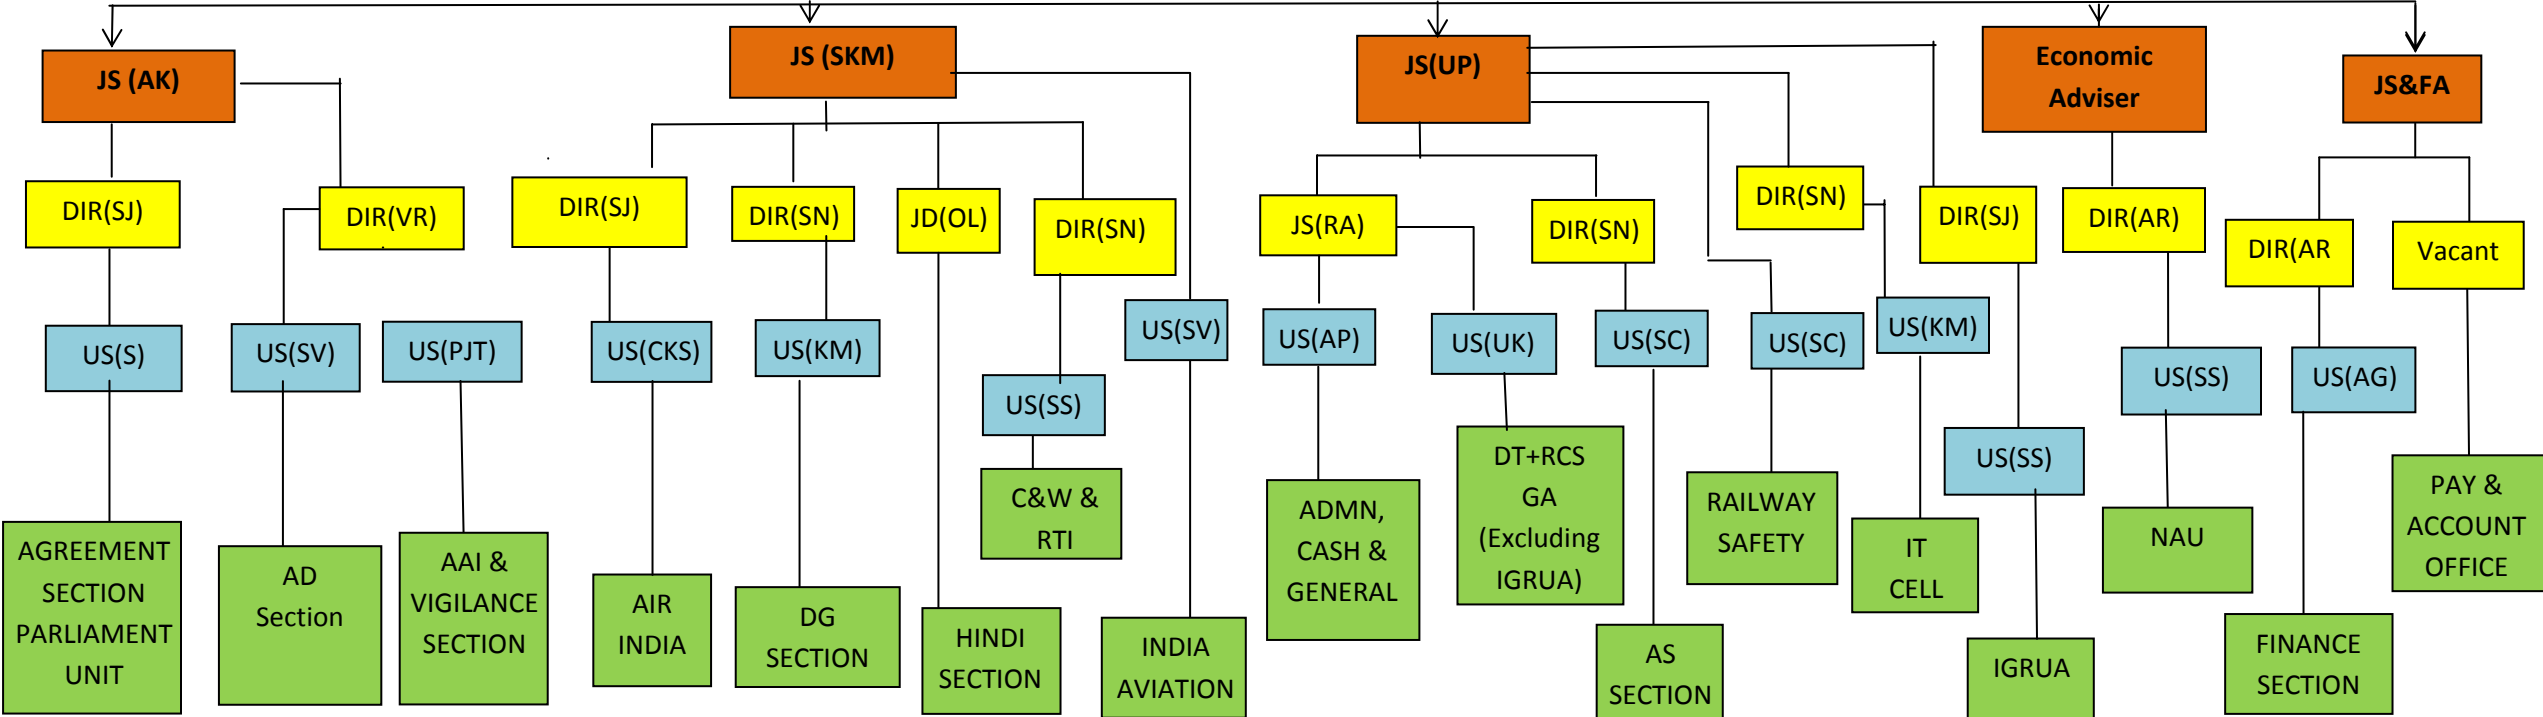 JS (AK)
JS (SKM)
JS(UP)
Economic
Adviser
JS&FA
DIR(SJ)
DIR(VR)
DIR(SJ)
DIR(SN)
JD(OL)
DIR(SN)
JS(RA)
DIR(SN)
DIR(SN)
DIR(SJ)
DIR(AR)
DIR(AR
Vacant
US(S)
US(SV)
US(PJT)
US(CKS)
US(KM)
US(SS)
US(SV)
US(AP)
US(UK)
US(SC)
US(SC)
US(KM)
US(SS)
US(SS)
US(AG)
AGREEMENT
SECTION
PARLIAMENT
UNIT
AD
Section
AAI &
VIGILANCE
SECTION
AIR
INDIA
DG
SECTION
HINDI
SECTION
C&W &
RTI
INDIA
AVIATION
ADMN,
CASH &
GENERAL
DT+RCS
GA
(Excluding
IGRUA)
AS
SECTION
RAILWAY
SAFETY
IT
CELL
IGRUA
NAU
FINANCE
SECTION
PAY &
ACCOUNT
OFFICE